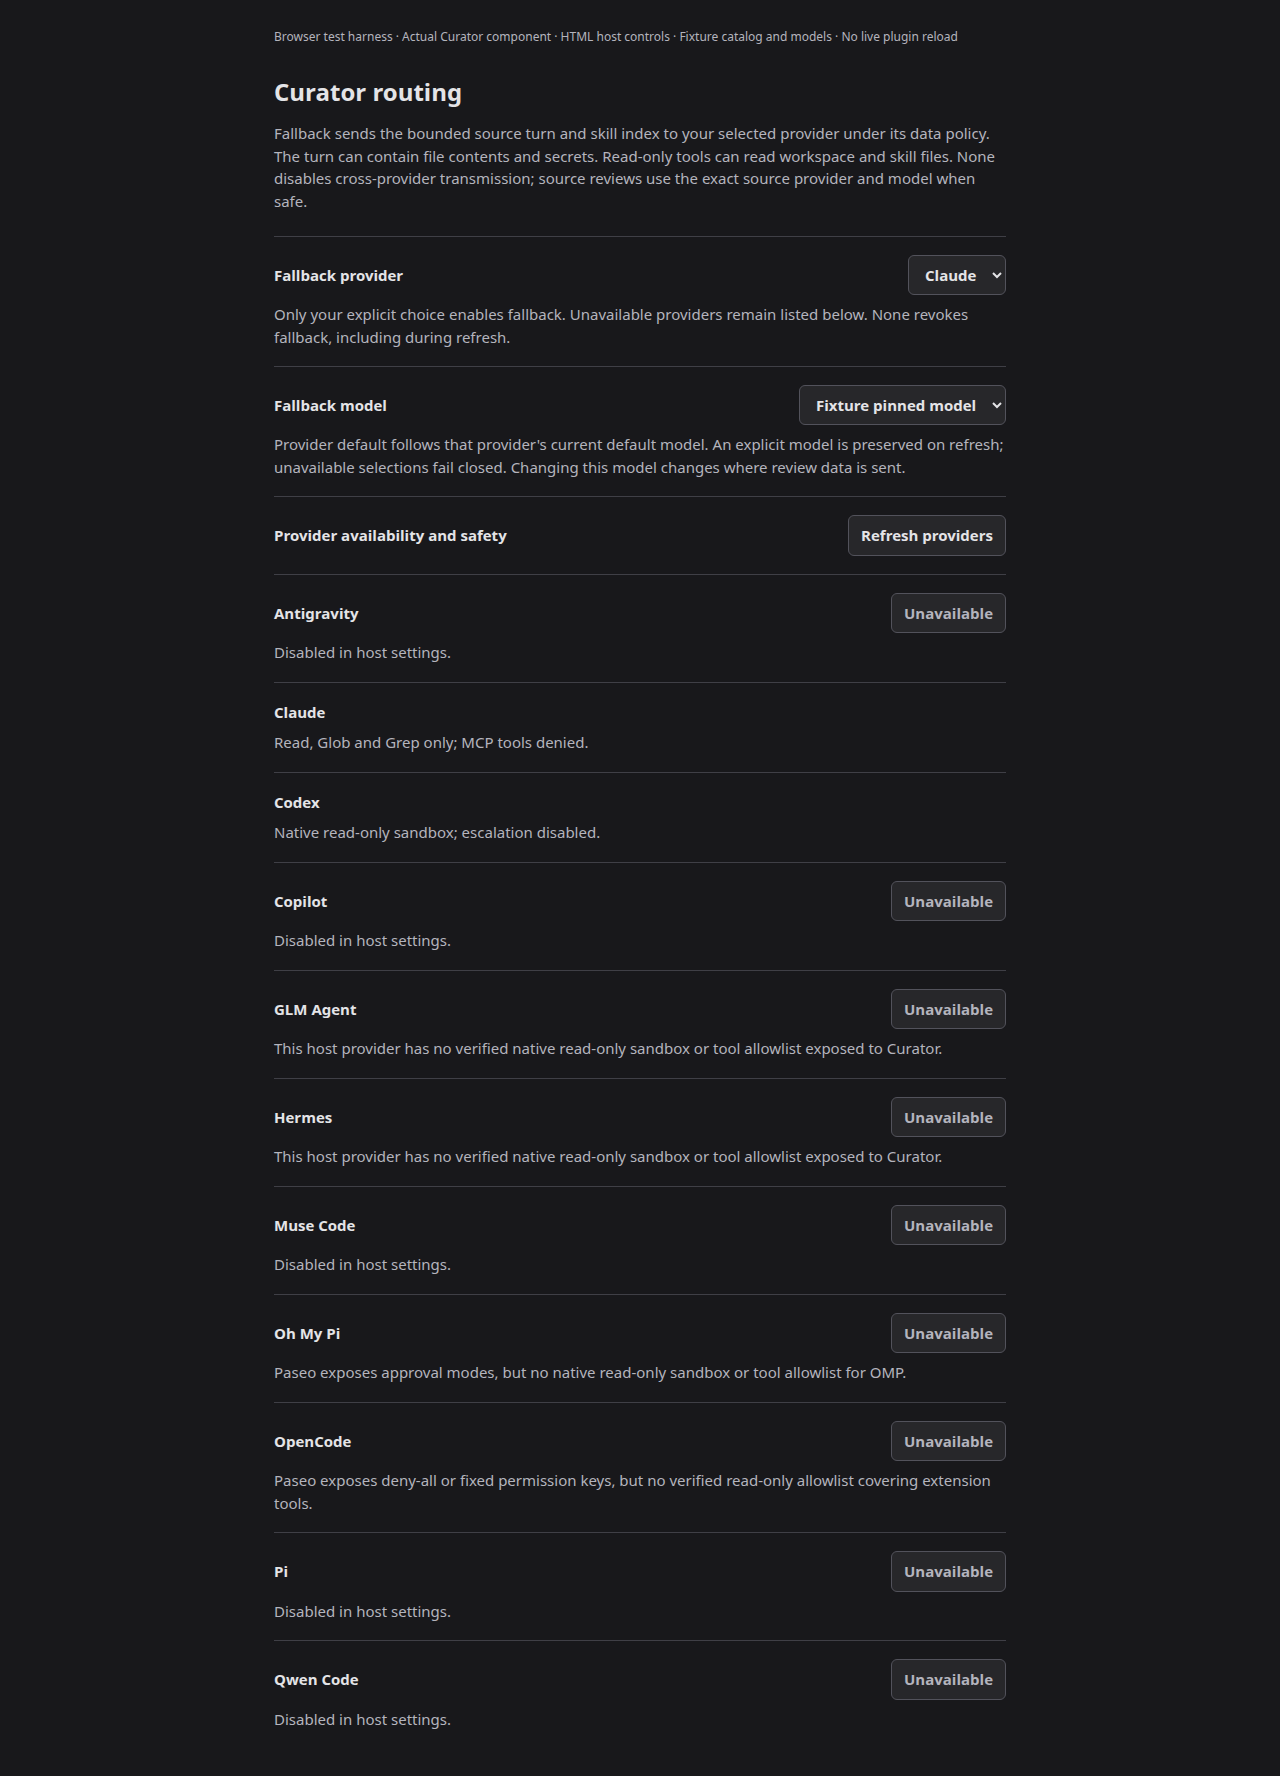 Browser test harness · Actual Curator component · HTML host controls · Fixture catalog and models · No live plugin reload
Curator routing
Fallback sends the bounded source turn and skill index to your selected provider under its data policy.
The turn can contain file contents and secrets. Read-only tools can read workspace and skill files. None
disables cross-provider transmission; source reviews use the exact source provider and model when
safe.
Fallback provider
Claude
Only your explicit choice enables fallback. Unavailable providers remain listed below. None revokes
fallback, including during refresh.
Fallback model
Fixture pinned model
Provider default follows that provider's current default model. An explicit model is preserved on refresh;
unavailable selections fail closed. Changing this model changes where review data is sent.
Provider availability and safety
Refresh providers
Antigravity
Unavailable
Disabled in host settings.
Claude
Read, Glob and Grep only; MCP tools denied.
Codex
Native read-only sandbox; escalation disabled.
Copilot
Unavailable
Disabled in host settings.
GLM Agent
Unavailable
This host provider has no verified native read-only sandbox or tool allowlist exposed to Curator.
Hermes
Unavailable
This host provider has no verified native read-only sandbox or tool allowlist exposed to Curator.
Muse Code
Unavailable
Disabled in host settings.
Oh My Pi
Unavailable
Paseo exposes approval modes, but no native read-only sandbox or tool allowlist for OMP.
OpenCode
Unavailable
Paseo exposes deny-all or fixed permission keys, but no verified read-only allowlist covering extension
tools.
Pi
Unavailable
Disabled in host settings.
Qwen Code
Unavailable
Disabled in host settings.